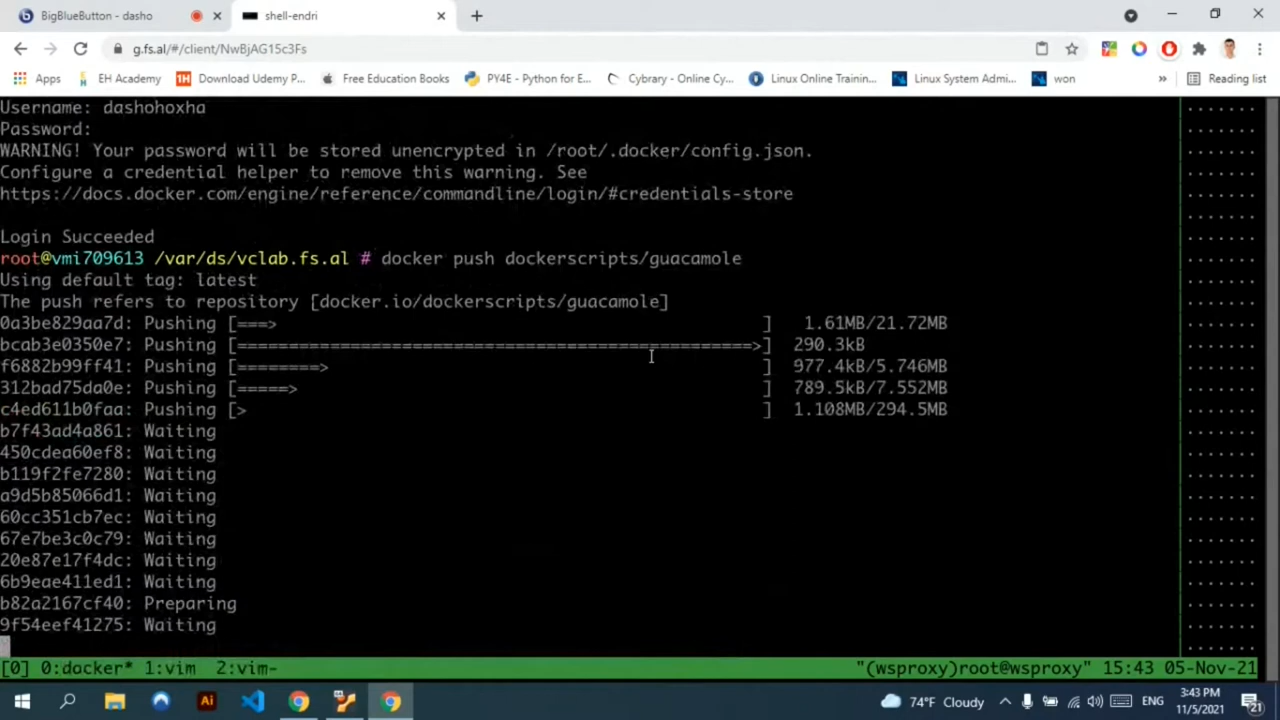 BigBlueButton - dasho
shell-endri
g.fs.al/#/client/NwBjAG15c3Fs
Apps
EH Academy
Download Udemy P...
Free Education Books
PY4E - Python for E...
Cybrary - Online Cy...
Linux Online Trainin...
Linux System Admi...
won
»
Reading list
Username: dashohoxha
Password:
WARNING! Your password will be stored unencrypted in /root/.docker/config.json.
Configure a credential helper to remove this warning. See
https://docs.docker.com/engine/reference/commandline/login/#credentials-store
Login Succeeded
root@vmi709613 /var/ds/vclab.fs.al # docker push dockerscripts/guacamole
Using default tag: latest
The push refers to repository [docker.io/dockerscripts/guacamole]
0a3be829aa7d: Pushing [===>                                               ]  1.61MB/21.72MB
bcab3e0350e7: Pushing [==================================================>]  290.3kB
f6882b99ff41: Pushing [========>                                          ]  977.4kB/5.746MB
312bad75da0e: Pushing [=====>                                             ]  789.5kB/7.552MB
c4ed611b0faa: Pushing [>                                                  ]  1.108MB/294.5MB
b7f43ad4a861: Waiting
450cdea60ef8: Waiting
b119f2fe7280: Waiting
a9d5b85066d1: Waiting
60cc351cb7ec: Waiting
67e7be3c0c79: Waiting
20e87e17f4dc: Waiting
6b9eae411ed1: Waiting
b82a2167cf40: Preparing
9f54eef41275: Waiting
[0] 0:docker* 1:vim  2:vim-
"(wsproxy)root@wsproxy" 15:43 05-Nov-21
Ai
74°F Cloudy
ENG
3:43 PM
11/5/2021
21